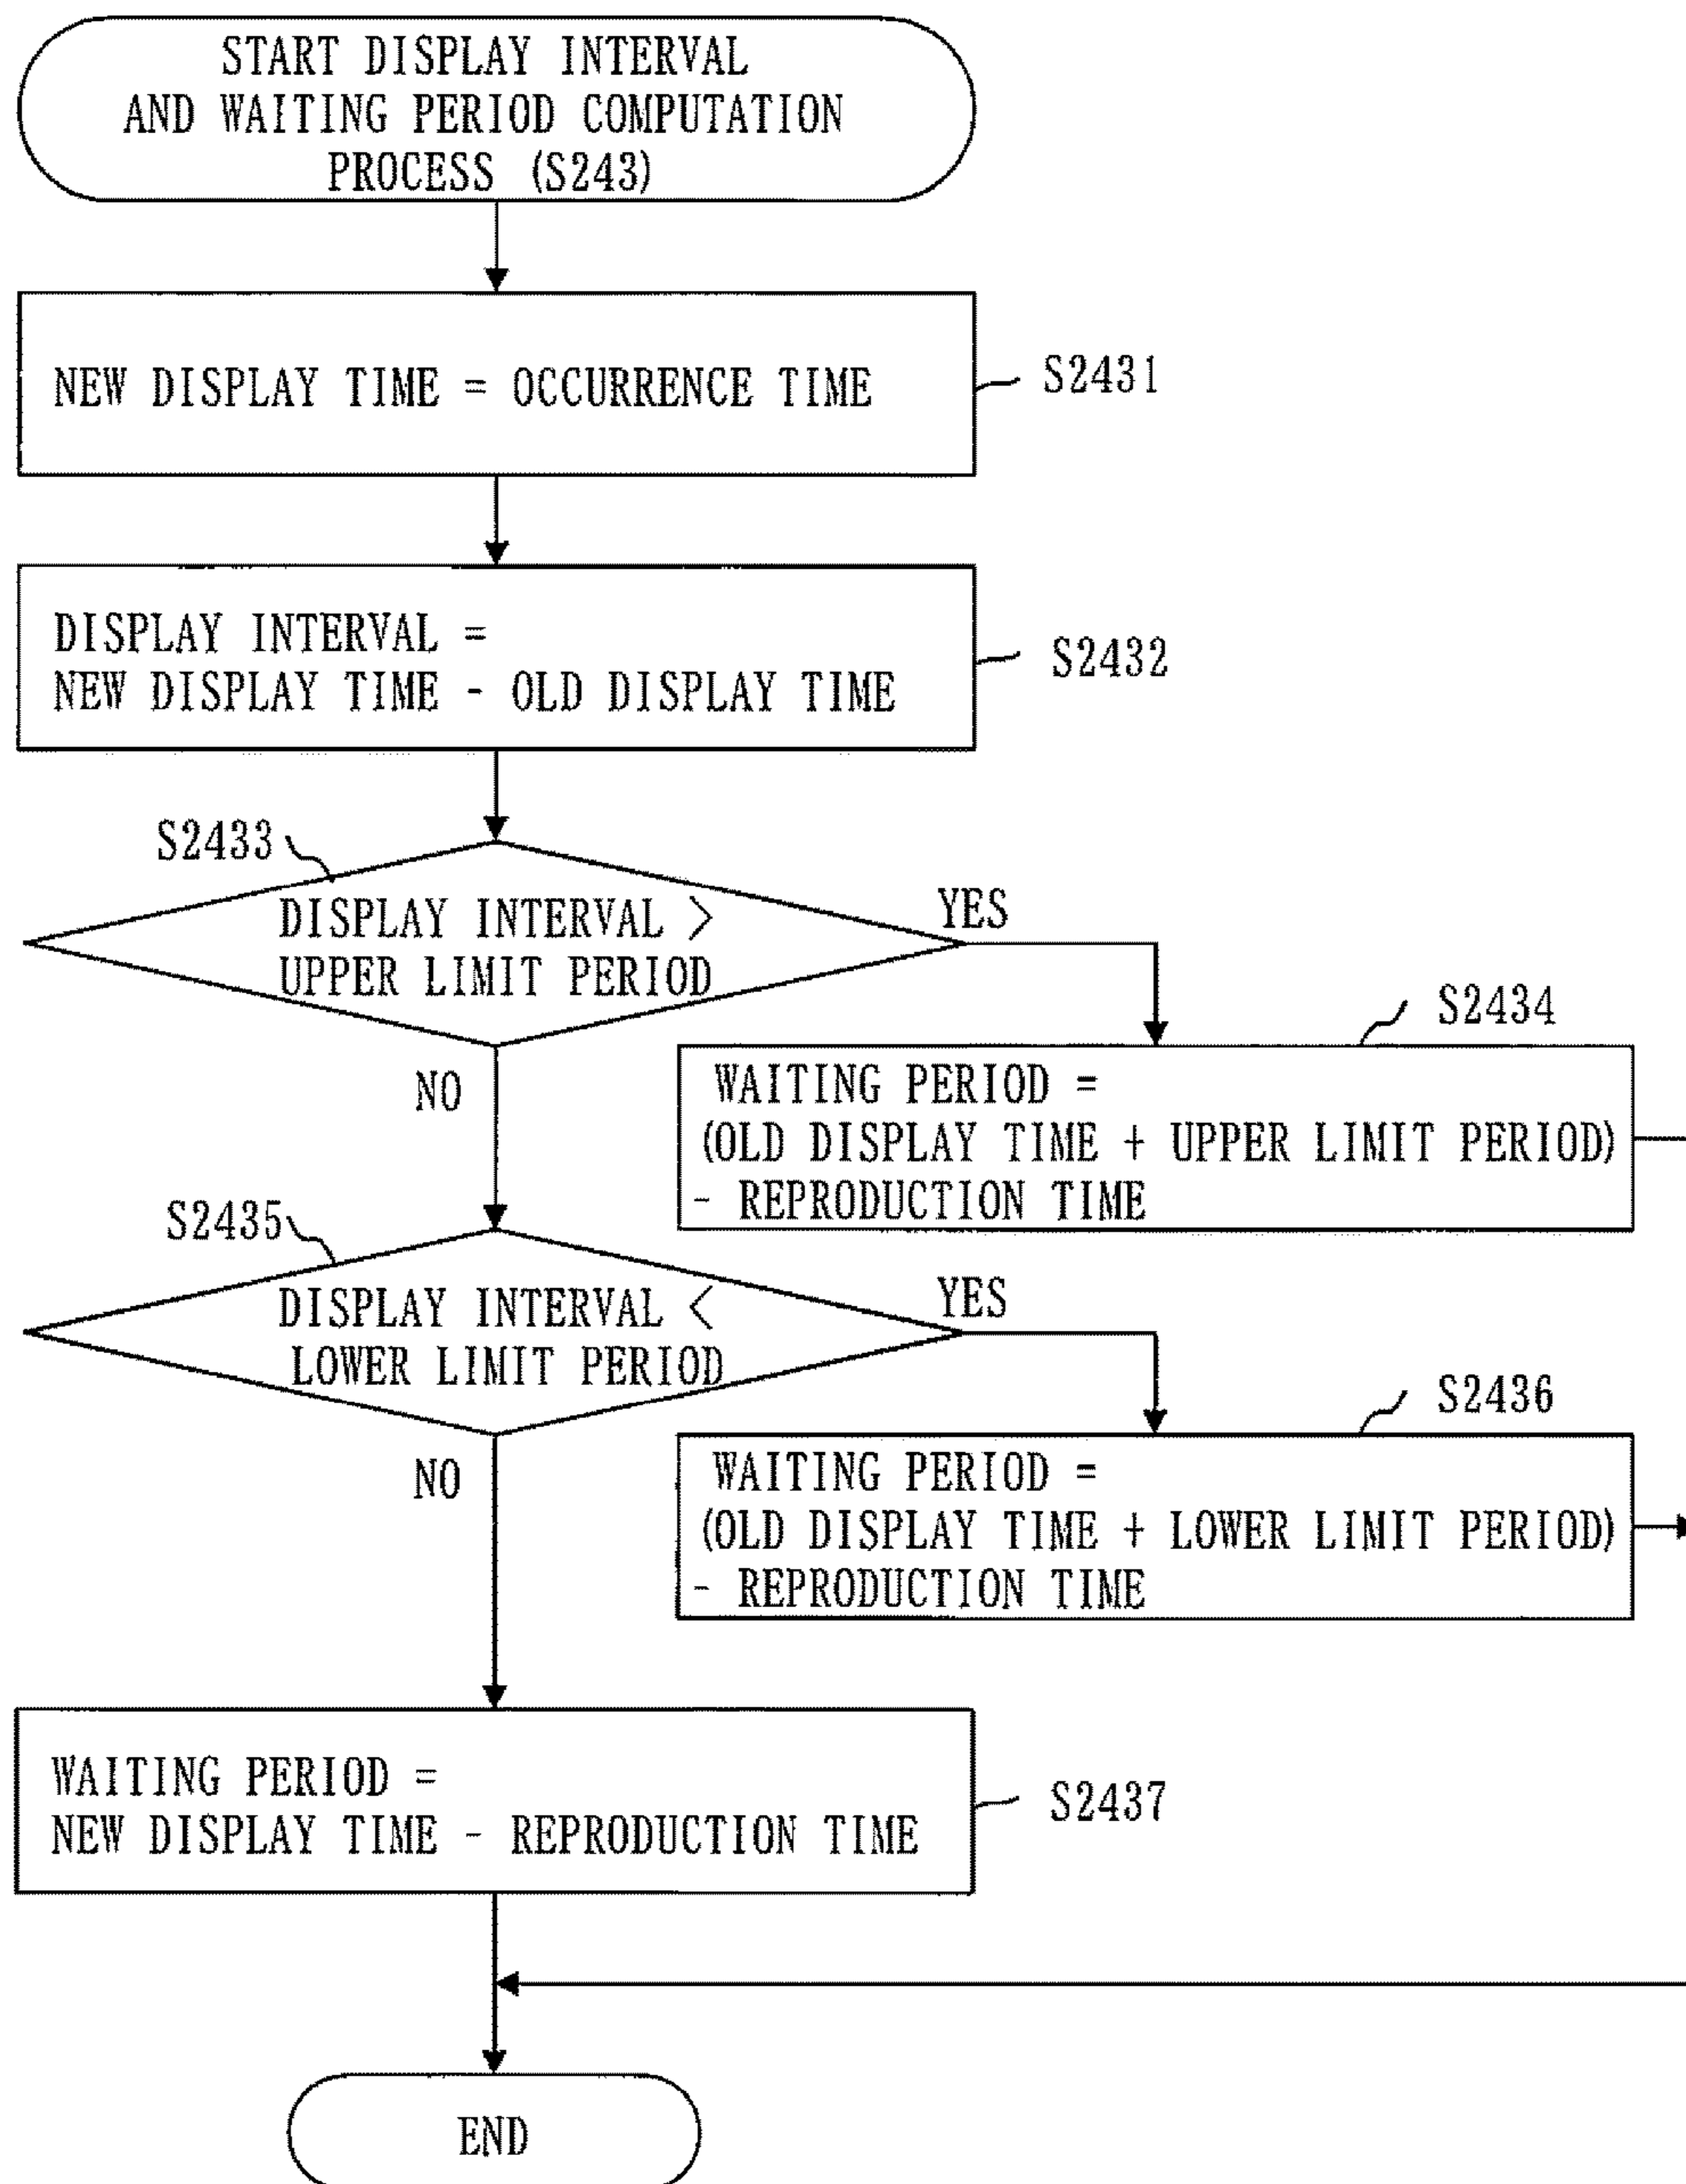 START DISPLAY INTERVAL
AND WAITING PERIOD COMPUTATION
PROCESS (S243)
NEW DISPLAY TIME = OCCURRENCE TIME
S2431
DISPLAY INTERVAL =
NEW DISPLAY TIME - OLD DISPLAY TIME
S2432
S2433
DISPLAY INTERVAL >
UPPER LIMIT PERIOD
YES
NO
S2434
WAITING PERIOD =
(OLD DISPLAY TIME + UPPER LIMIT PERIOD)
- REPRODUCTION TIME
S2435
DISPLAY INTERVAL <
LOWER LIMIT PERIOD
YES
NO
S2436
WAITING PERIOD =
(OLD DISPLAY TIME + LOWER LIMIT PERIOD)
- REPRODUCTION TIME
WAITING PERIOD =
NEW DISPLAY TIME - REPRODUCTION TIME
S2437
END